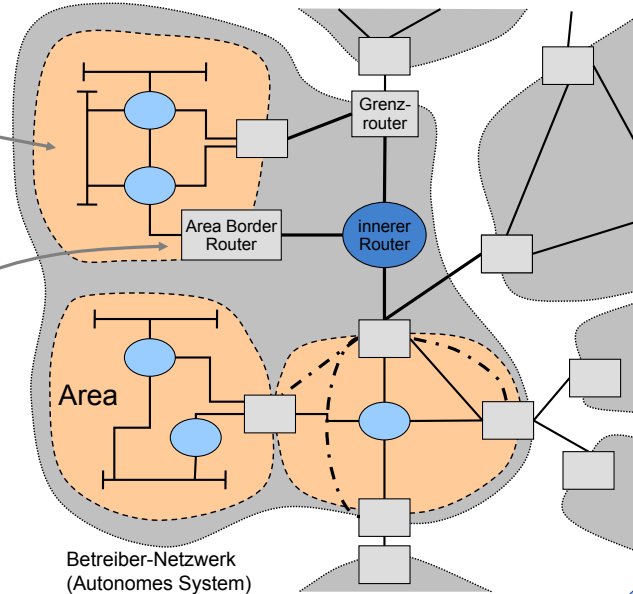 Grenz-
router
Area Border
Router
innerer
Router
Area
Betreiber-Netzwerk
(Autonomes System)